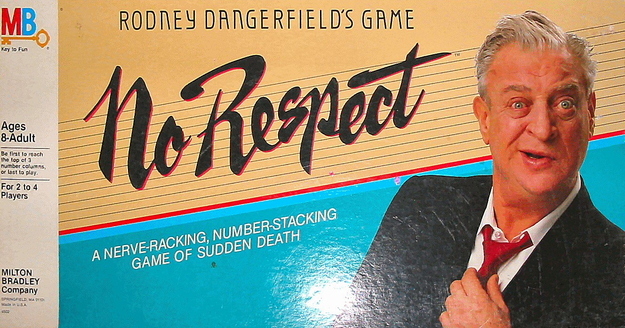 RODNEY DANGERFIELD'S GAME
No Respect
A NERVE-RACKING, NUMBER-STACKING
GAME OF SUDDEN DEATH
MB
Key to Fun
Ages
8-Adult
Be first to reach
the top of 3
number columns,
or last to play.
For 2 to 4
Players
MILTON
BRADLEY
Company
Made in U.S.A.